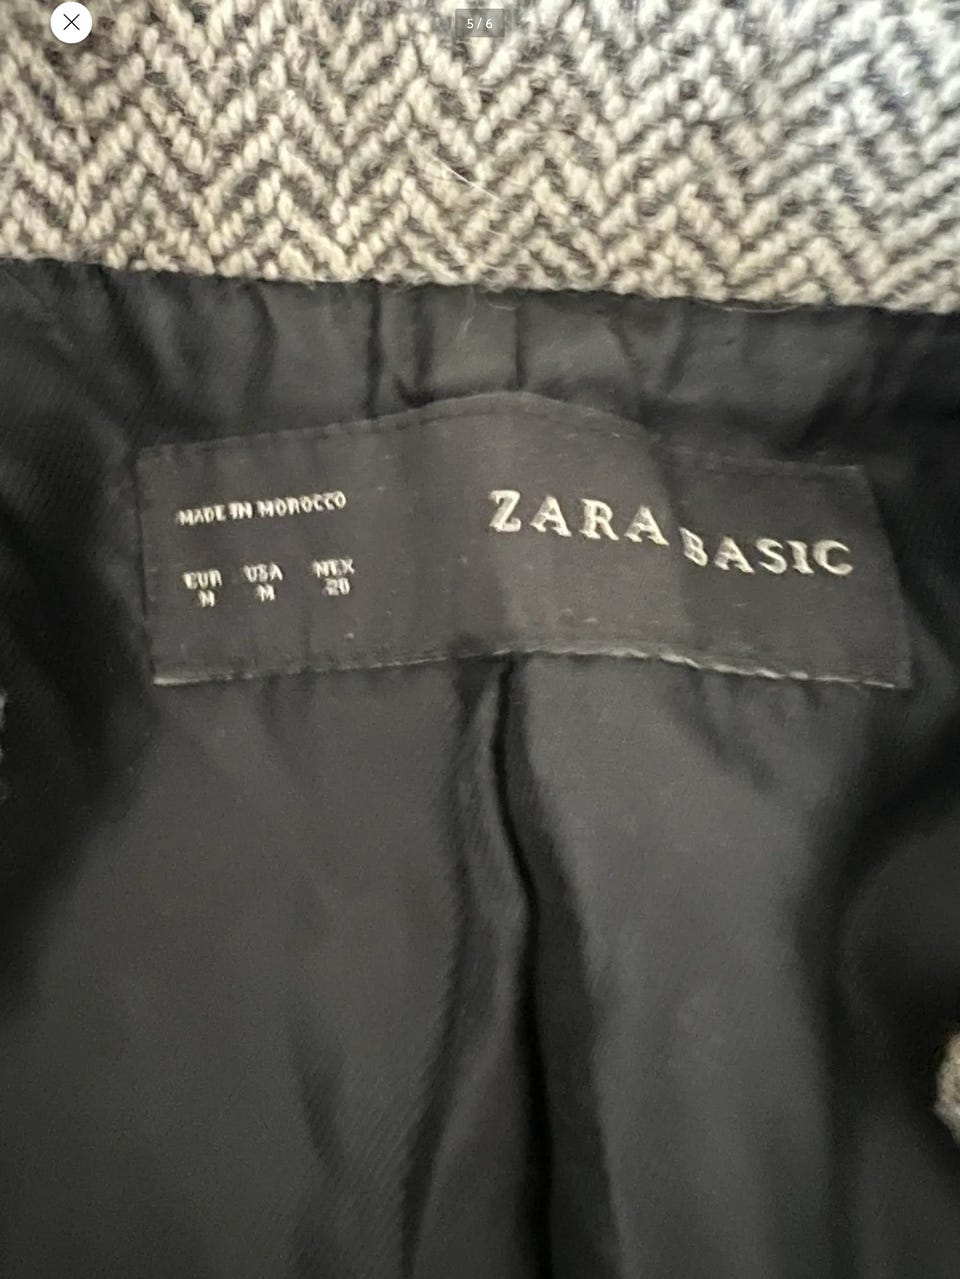 5 / 6
MADE IN MOROCCO
ZARA BASIC
EUR USA MEX
M M 28